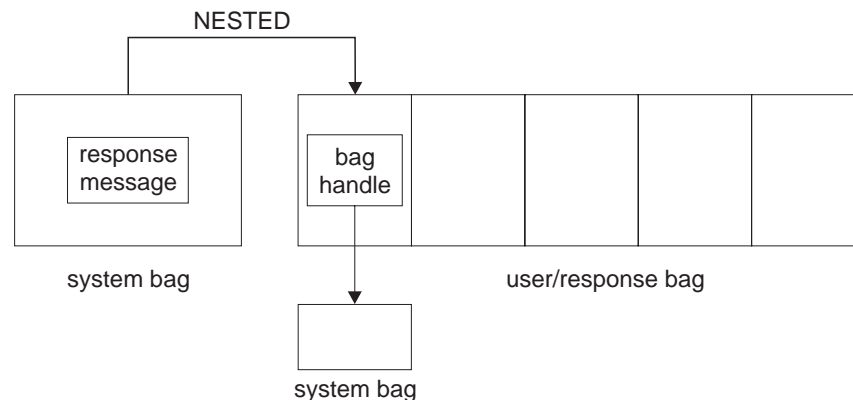 NESTED
response
message
bag
handle
system bag
user/response bag
system bag